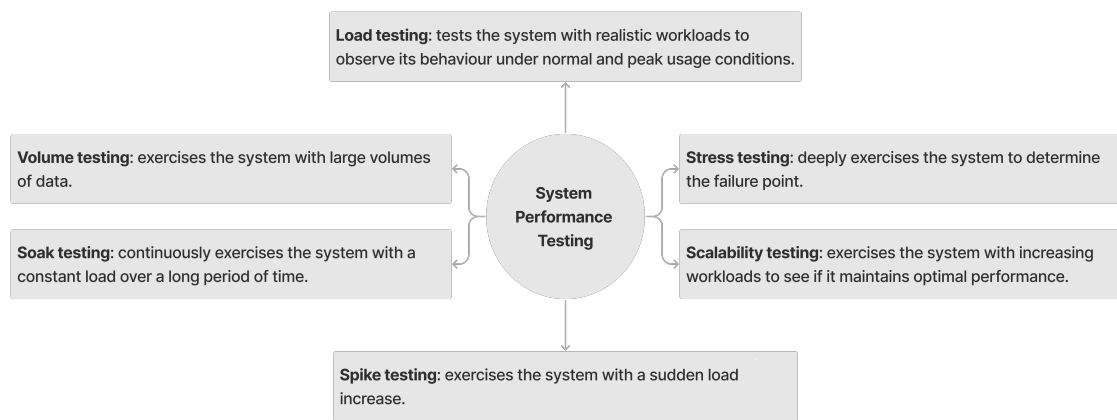 Load testing: tests the system with realistic workloads to
observe its behaviour under normal and peak usage conditions.
Volume testing: exercises the system with large volumes
of data.
Stress testing: deeply exercises the system to determine
the failure point.
System
Performance
Testing
Soak testing: continuously exercises the system with a
constant load over a long period of time.
Scalability testing: exercises the system with increasing
workloads to see if it maintains optimal performance.
Spike testing: exercises the system with a sudden load
increase.